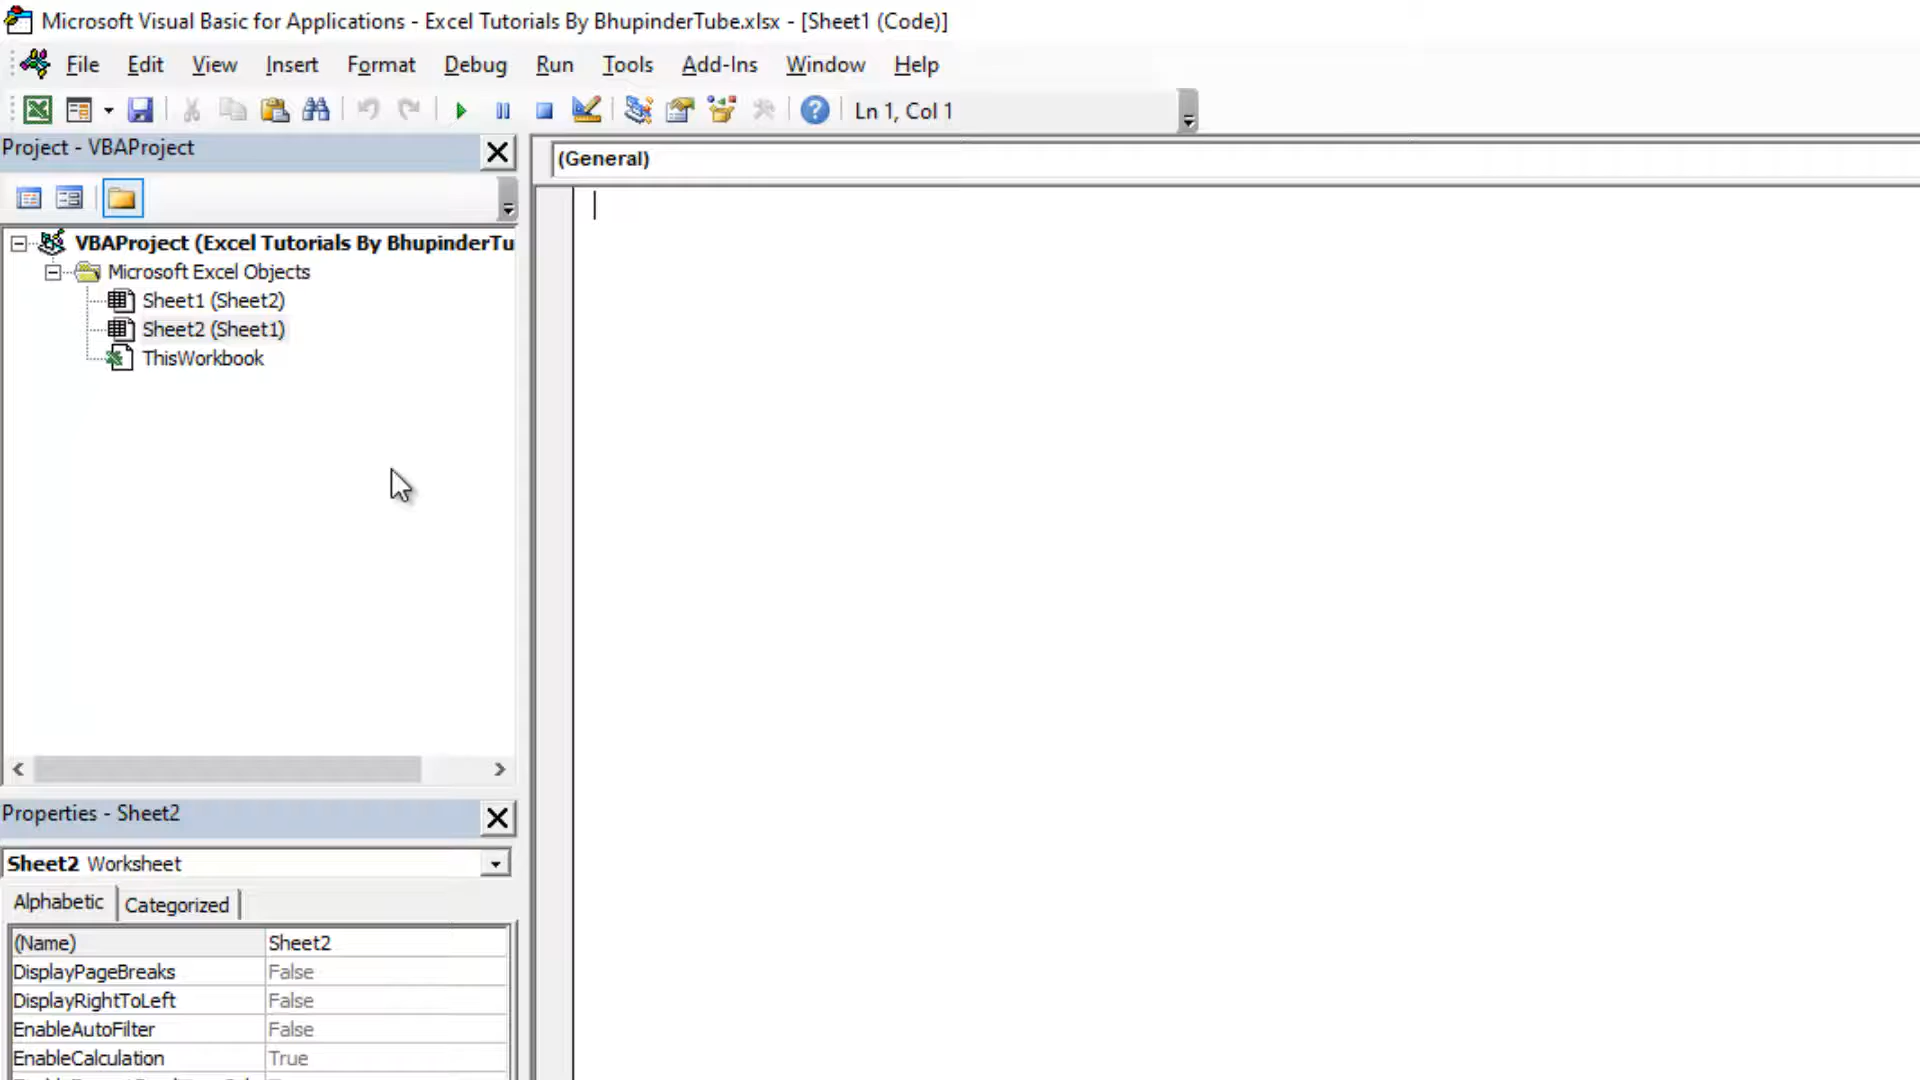 Microsoft Visual Basic for Applications - Excel Tutorials By BhupinderTube.xlsx - [Sheet1 (Code)]
File Edit View Insert Format Debug Run Tools Add-Ins Window Help
Ln 1, Col 1
Project - VBAProject
(General)
VBAProject (Excel Tutorials By BhupinderTu
Microsoft Excel Objects
Sheet1 (Sheet2)
Sheet2 (Sheet1)
ThisWorkbook
Properties - Sheet2
Sheet2 Worksheet
Alphabetic Categorized
(Name) Sheet2
DisplayPageBreaks False
DisplayRightToLeft False
EnableAutoFilter False
EnableCalculation True